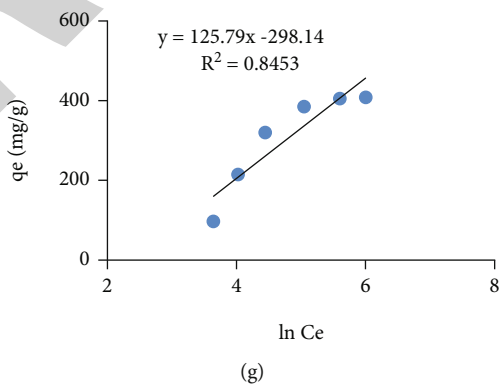 600
y = 125.79x -298.14
R² = 0.8453
400
qe (mg/g)
200
0
2 4 6 8
ln Ce
(g)